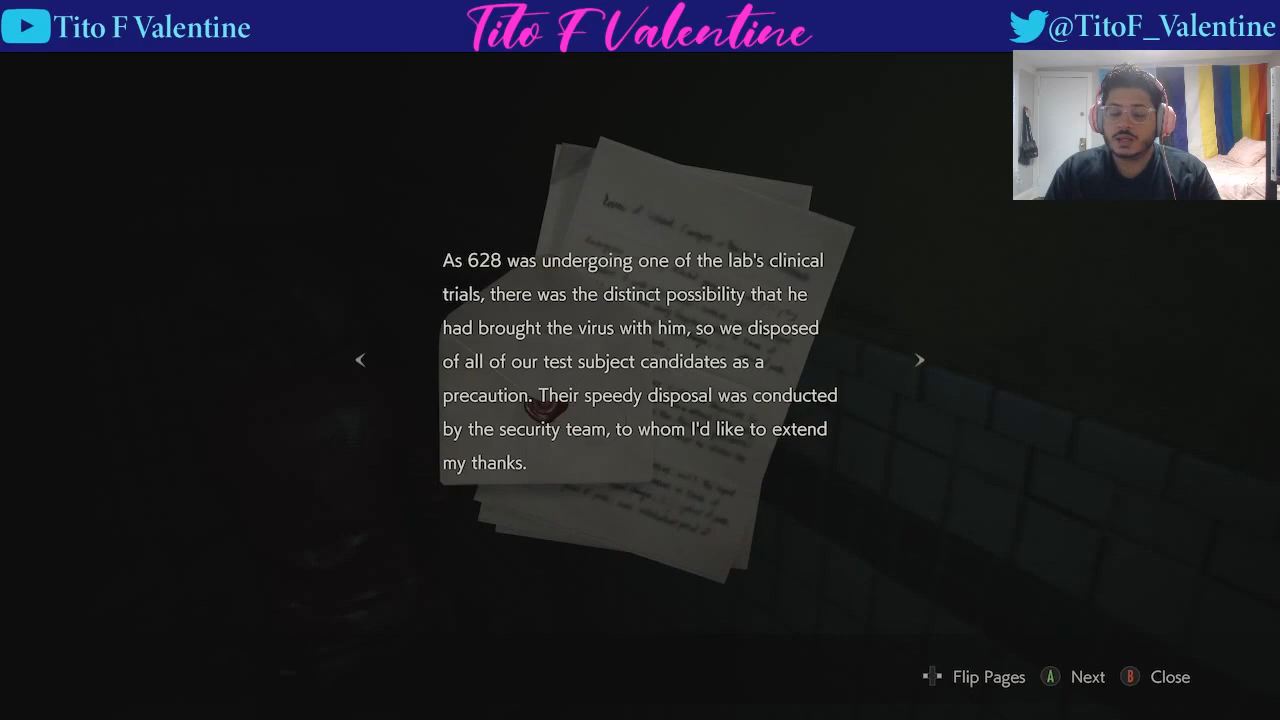 Tito F Valentine
Tito F Valentine
@TitoF_Valentine
As 628 was undergoing one of the lab's clinical
trials, there was the distinct possibility that he
had brought the virus with him, so we disposed
of all of our test subject candidates as a
precaution. Their speedy disposal was conducted
by the security team, to whom I'd like to extend
my thanks.
Flip Pages A Next B Close